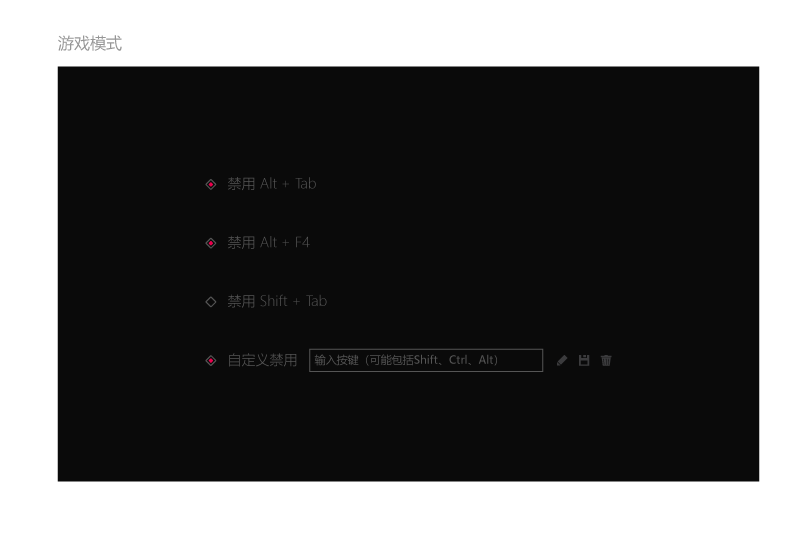 游戏模式
禁用 Alt + Tab
禁用 Alt + F4
禁用 Shift + Tab
自定义禁用 输入按键（可能包括Shift、Ctrl、Alt）